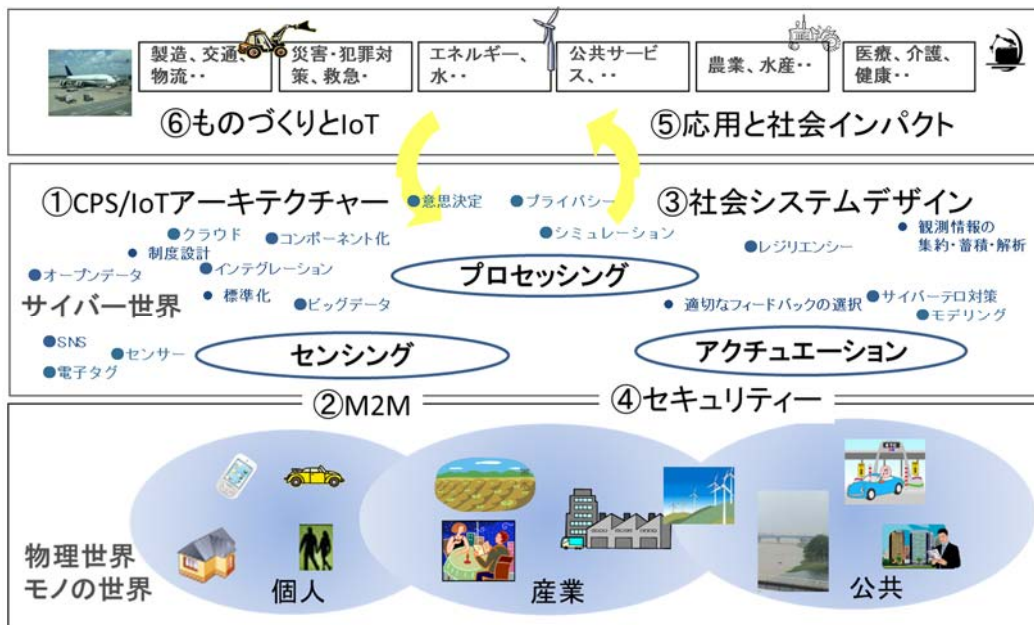 製造、交通、
物流･･
災害･犯罪対
策、救急･
エネルギー、
水･･
公共サービ
ス、･･
農業、水産･･
医療、介護、
健康･･
⑥ものづくりとIoT
⑤応用と社会インパクト
①CPS/IoTアーキテクチャー
●意思決定
●プライバシー
③社会システムデザイン
●クラウド
●コンポーネント化
●シミュレーション
• 観測情報の
集約･蓄積･解析
• 制度設計
●レジリエンシー
●オープンデータ
●インテグレーション
プロセッシング
サイバー世界
• 標準化
●ビッグデータ
• 適切なフィードバックの選択
●サイバーテロ対策
●モデリング
●SNS
●センサー
●電子タグ
センシング
アクチュエーション
②M2M
④セキュリティー
物理世界
モノの世界
個人
産業
公共